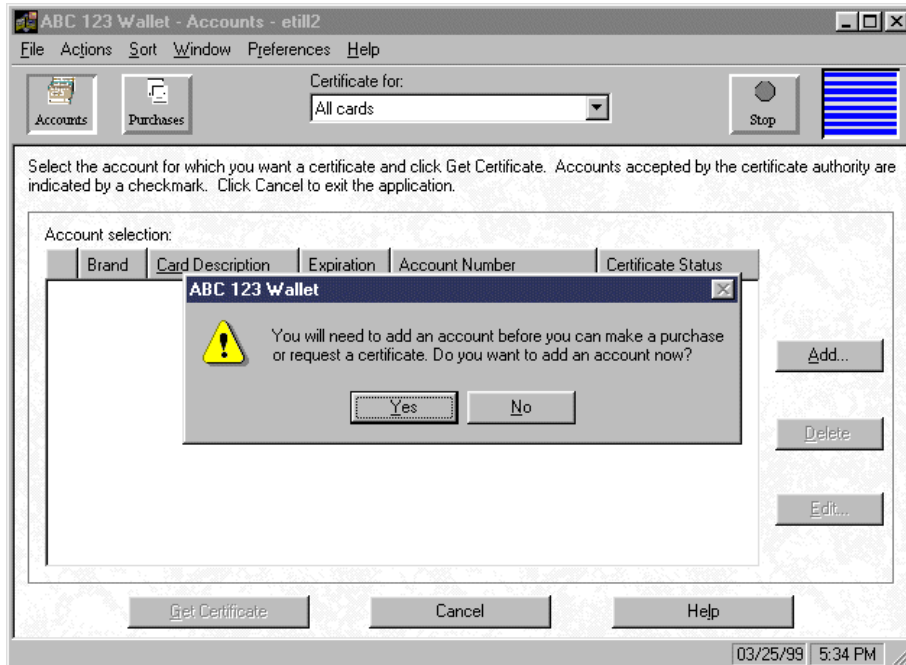 ABC 123 Wallet - Accounts - etill2
File Actions Sort Window Preferences Help
Certificate for:
All cards
Accounts Purchases Stop
Select the account for which you want a certificate and click Get Certificate. Accounts accepted by the certificate authority are
indicated by a checkmark. Click Cancel to exit the application.
Account selection:
Brand Card Description Expiration Account Number Certificate Status
ABC 123 Wallet
You will need to add an account before you can make a purchase
or request a certificate. Do you want to add an account now?
Yes No
Add...
Delete
Edit...
Get Certificate Cancel Help
03/25/99 5:34 PM